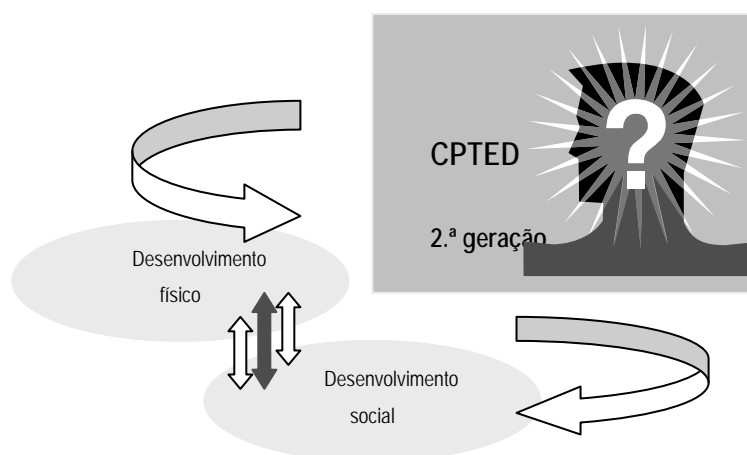 CPTED
2.ª geração
Desenvolvimento
físico
Desenvolvimento
social
?